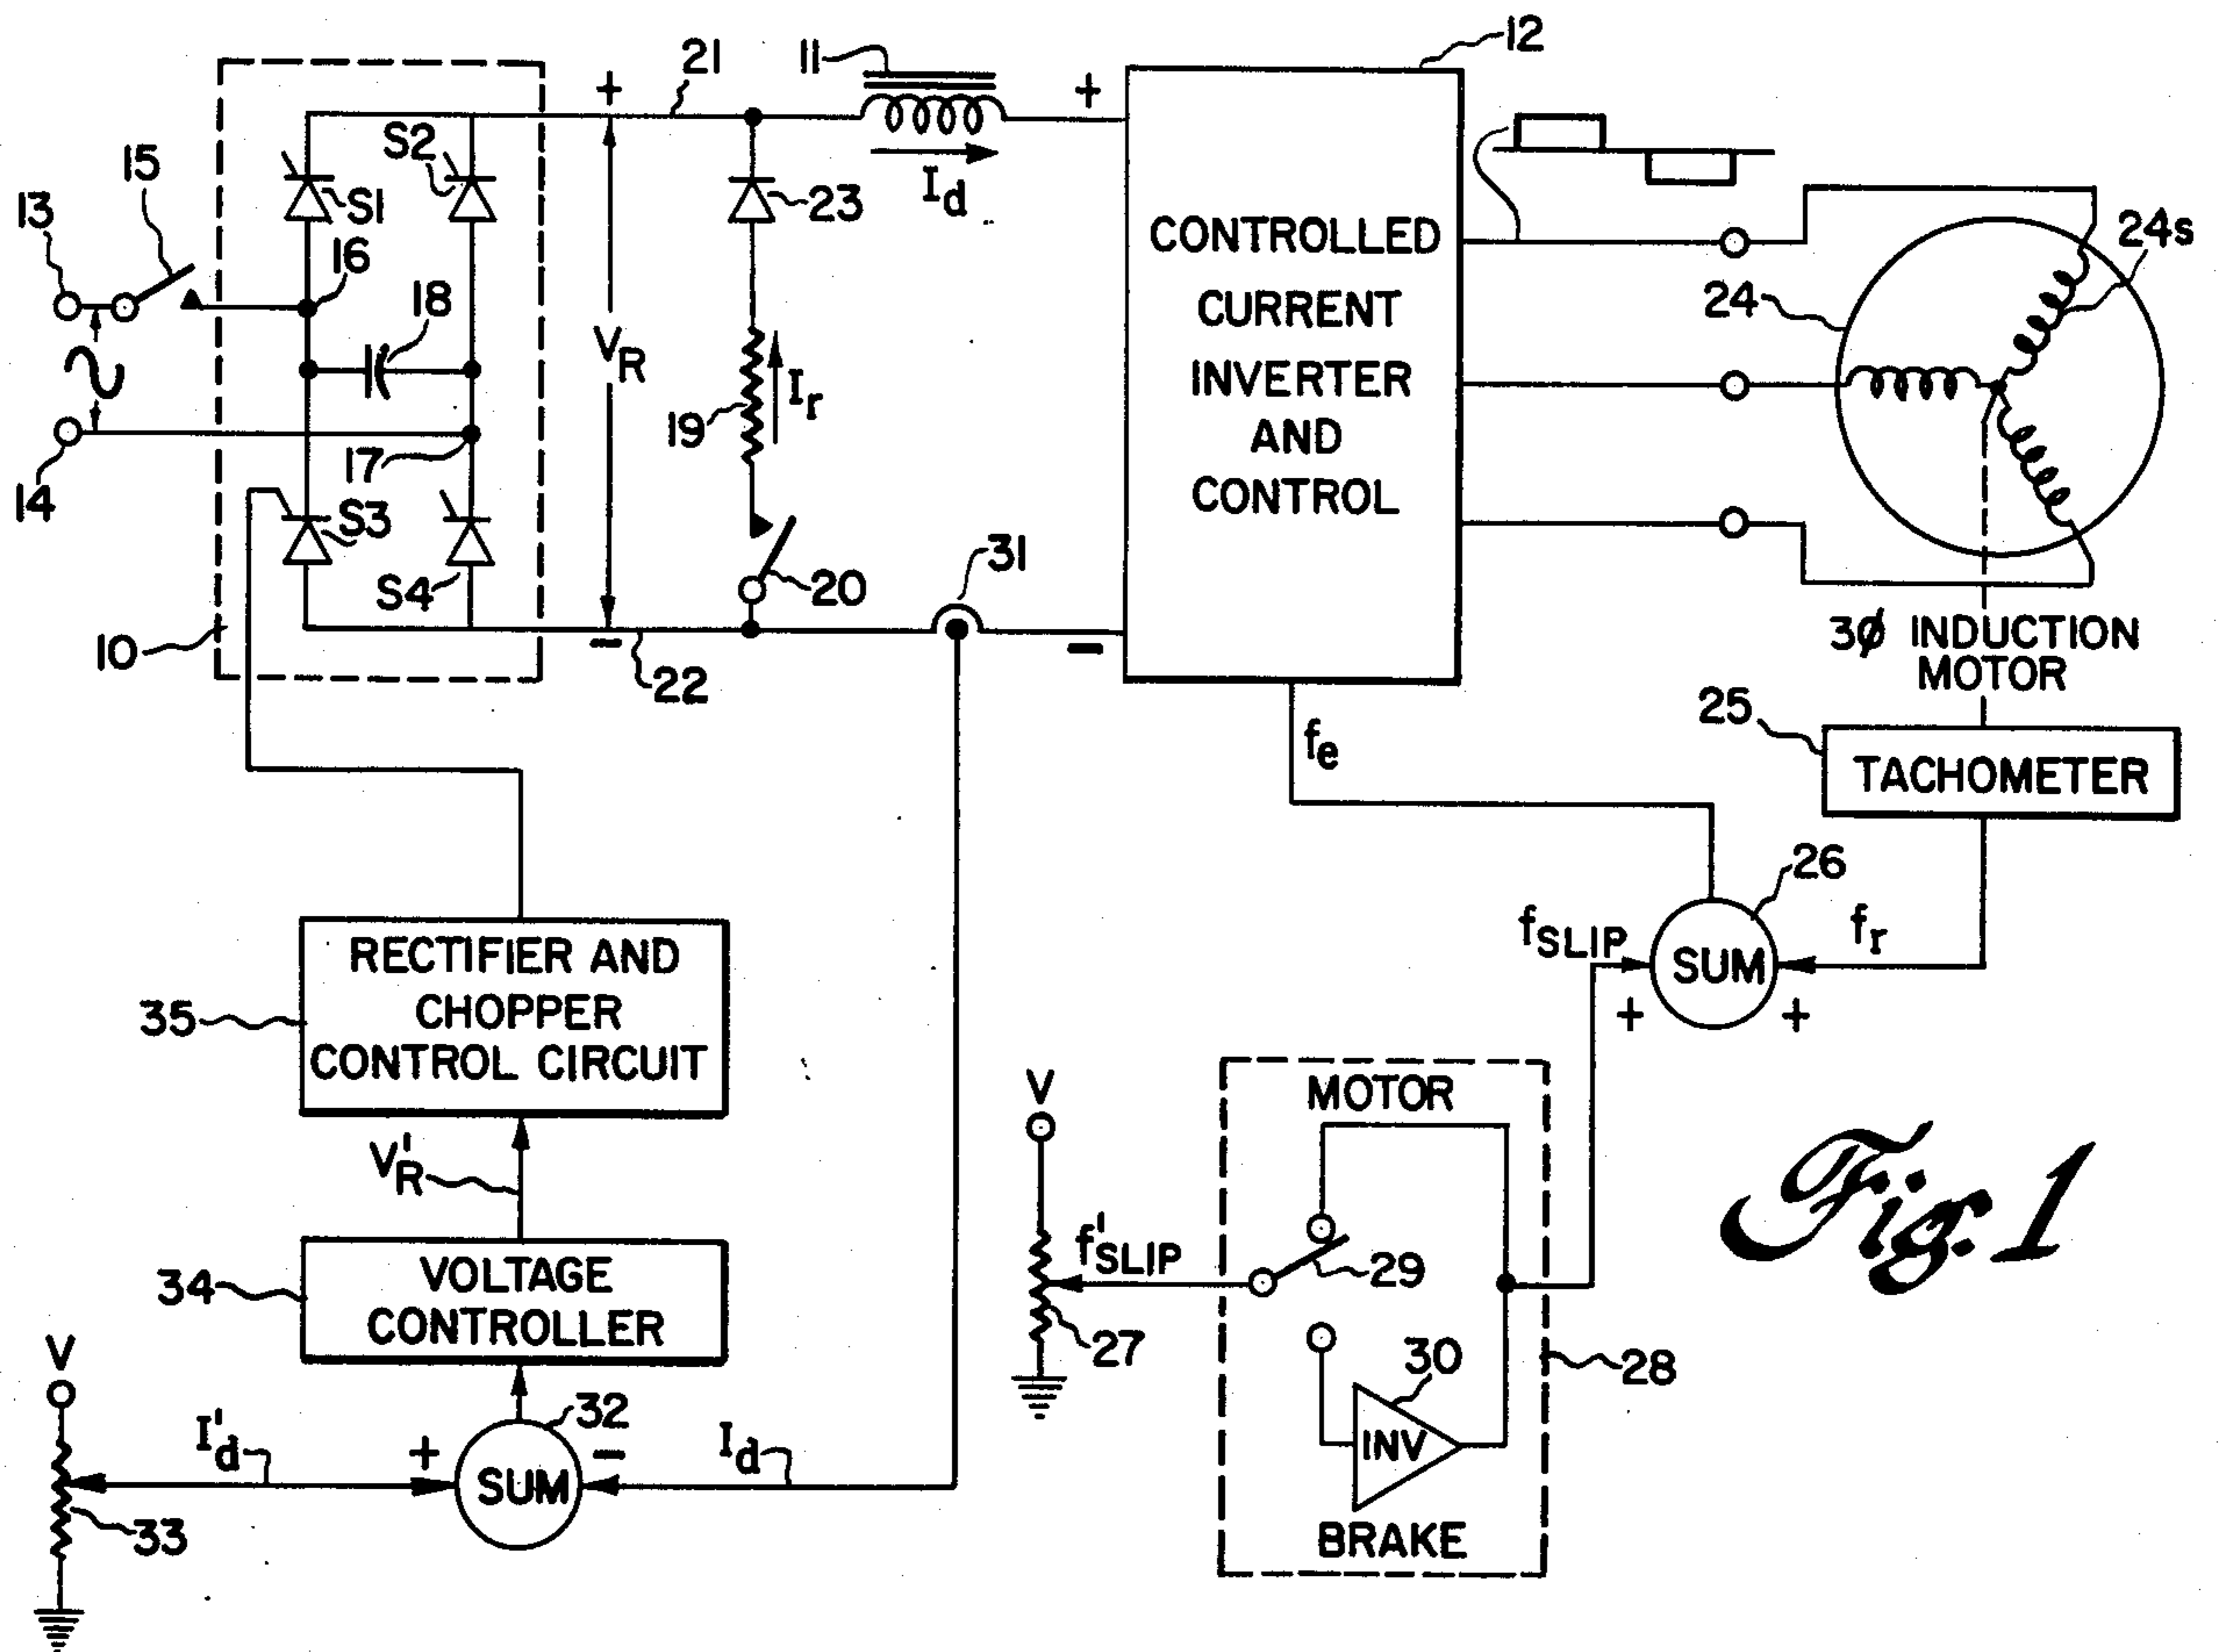 12
11
21
+
+
S2
15
S1
13
23
I_d
24s
16
CONTROLLED
CURRENT
INVERTER
AND
CONTROL
18
24
V_R
I_r
19
17
14
S3
31
S4
20
10
−
−
22
3ø INDUCTION
MOTOR
25
f_e
TACHOMETER
26
f_SLIP
f_r
SUM
+
+
RECTIFIER AND
CHOPPER
CONTROL CIRCUIT
35
V
MOTOR
V'_R
Fig. 1
f'_SLIP
29
34
VOLTAGE
CONTROLLER
27
V
30
28
32
I'_d
+
−
I_d
INV
SUM
33
BRAKE